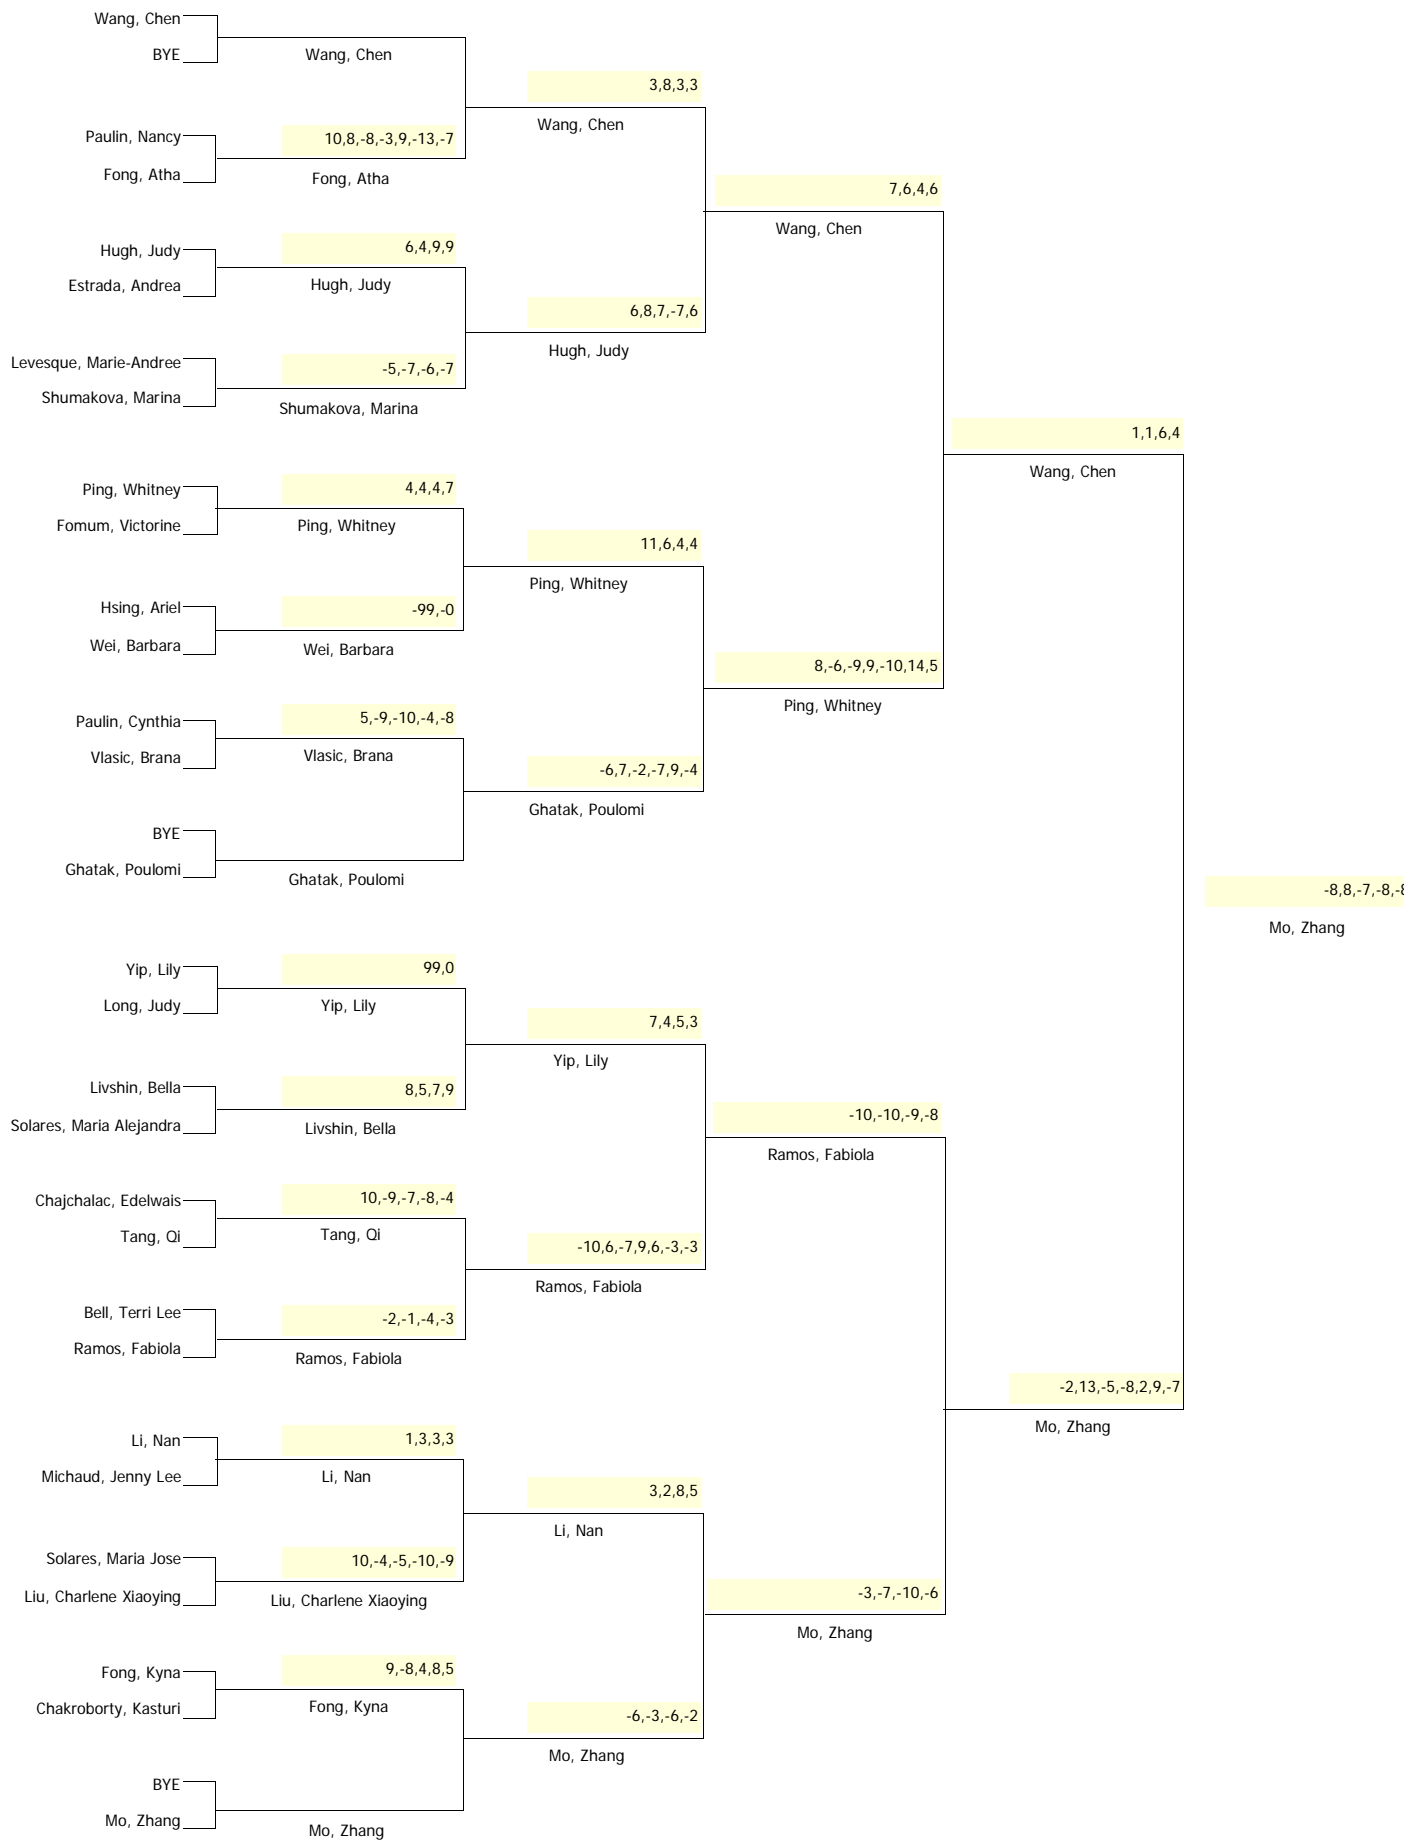 Wang, Chen
BYE
Wang, Chen
3,8,3,3
Wang, Chen
Paulin, Nancy
10,8,-8,-3,9,-13,-7
Fong, Atha
Fong, Atha
7,6,4,6
Wang, Chen
Hugh, Judy
6,4,9,9
Estrada, Andrea
Hugh, Judy
6,8,7,-7,6
Hugh, Judy
Levesque, Marie-Andree
-5,-7,-6,-7
Shumakova, Marina
Shumakova, Marina
1,1,6,4
Wang, Chen
Ping, Whitney
4,4,4,7
Fomum, Victorine
Ping, Whitney
11,6,4,4
Ping, Whitney
Hsing, Ariel
-99,-0
Wei, Barbara
Wei, Barbara
8,-6,-9,9,-10,14,5
Ping, Whitney
Paulin, Cynthia
5,-9,-10,-4,-8
Vlasic, Brana
Vlasic, Brana
-6,7,-2,-7,9,-4
Ghatak, Poulomi
BYE
Ghatak, Poulomi
Ghatak, Poulomi
-8,8,-7,-8,-8
Mo, Zhang
Yip, Lily
99,0
Long, Judy
Yip, Lily
7,4,5,3
Yip, Lily
Livshin, Bella
8,5,7,9
Solares, Maria Alejandra
Livshin, Bella
-10,-10,-9,-8
Ramos, Fabiola
Chajchalac, Edelwais
10,-9,-7,-8,-4
Tang, Qi
Tang, Qi
-10,6,-7,9,6,-3,-3
Ramos, Fabiola
Bell, Terri Lee
-2,-1,-4,-3
Ramos, Fabiola
Ramos, Fabiola
-2,13,-5,-8,2,9,-7
Mo, Zhang
Li, Nan
1,3,3,3
Michaud, Jenny Lee
Li, Nan
3,2,8,5
Li, Nan
Solares, Maria Jose
10,-4,-5,-10,-9
Liu, Charlene Xiaoying
Liu, Charlene Xiaoying
-3,-7,-10,-6
Mo, Zhang
Fong, Kyna
9,-8,4,8,5
Chakroborty, Kasturi
Fong, Kyna
-6,-3,-6,-2
Mo, Zhang
BYE
Mo, Zhang
Mo, Zhang